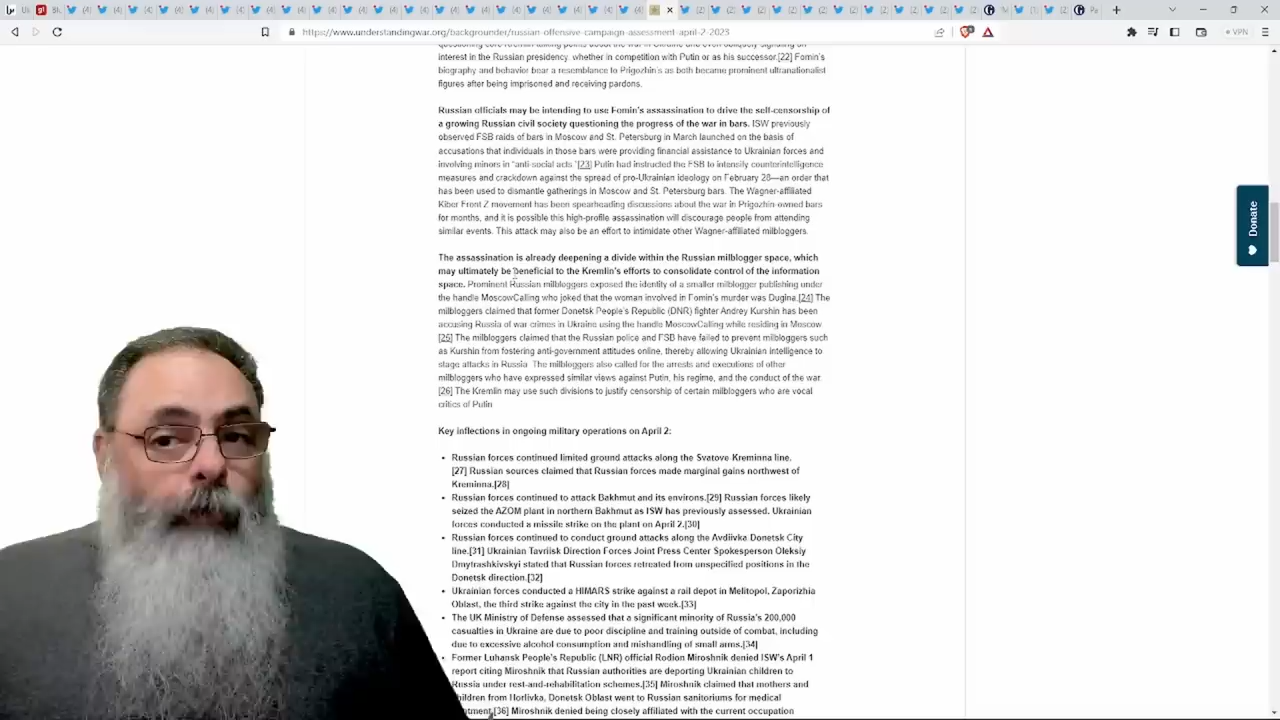 https://www.understandingwar.org/backgrounder/russian-offensive-campaign-assessment-april-2-2023
VPN
questioning core Kremlin talking points about the war in Ukraine and even obliquely signaling an
interest in the Russian presidency, whether in competition with Putin or as his successor.[22] Fomin's
biography and behavior bear a resemblance to Prigozhin's as both became prominent ultranationalist
figures after being imprisoned and receiving pardons.
Russian officials may be intending to use Fomin's assassination to drive the self-censorship of
a growing Russian civil society questioning the progress of the war in bars. ISW previously
observed FSB raids of bars in Moscow and St. Petersburg in March launched on the basis of
accusations that individuals in those bars were providing financial assistance to Ukrainian forces and
involving minors in "anti-social acts."[23] Putin had instructed the FSB to intensify counterintelligence
measures and crackdown against the spread of pro-Ukrainian ideology on February 28—an order that
has been used to dismantle gatherings in Moscow and St. Petersburg bars. The Wagner-affiliated
Kiber Front Z movement has been spearheading discussions about the war in Prigozhin-owned bars
for months, and it is possible this high-profile assassination will discourage people from attending
similar events. This attack may also be an effort to intimidate other Wagner-affiliated milbloggers.
The assassination is already deepening a divide within the Russian milblogger space, which
may ultimately be beneficial to the Kremlin's efforts to consolidate control of the information
space. Prominent Russian milbloggers exposed the identity of a smaller milblogger publishing under
the handle MoscowCalling who joked that the woman involved in Fomin's murder was Dugina.[24] The
milbloggers claimed that former Donetsk People's Republic (DNR) fighter Andrey Kurshin has been
accusing Russia of war crimes in Ukraine using the handle MoscowCalling while residing in Moscow.
[25] The milbloggers claimed that the Russian police and FSB have failed to prevent milbloggers such
as Kurshin from fostering anti-government attitudes online, thereby allowing Ukrainian intelligence to
stage attacks in Russia. The milbloggers also called for the arrests and executions of other
milbloggers who have expressed similar views against Putin, his regime, and the conduct of the war.
[26] The Kremlin may use such divisions to justify censorship of certain milbloggers who are vocal
critics of Putin.
Key inflections in ongoing military operations on April 2:
• Russian forces continued limited ground attacks along the Svatove-Kreminna line.
[27] Russian sources claimed that Russian forces made marginal gains northwest of
Kreminna.[28]
• Russian forces continued to attack Bakhmut and its environs.[29] Russian forces likely
seized the AZOM plant in northern Bakhmut as ISW has previously assessed. Ukrainian
forces conducted a missile strike on the plant on April 2.[30]
• Russian forces continued to conduct ground attacks along the Avdiivka-Donetsk City
line.[31] Ukrainian Tavriisk Direction Forces Joint Press Center Spokesperson Oleksiy
Dmytrashkivskyi stated that Russian forces retreated from unspecified positions in the
Donetsk direction.[32]
• Ukrainian forces conducted a HIMARS strike against a rail depot in Melitopol, Zaporizhia
Oblast, the third strike against the city in the past week.[33]
• The UK Ministry of Defense assessed that a significant minority of Russia's 200,000
casualties in Ukraine are due to poor discipline and training outside of combat, including
due to excessive alcohol consumption and mishandling of small arms.[34]
• Former Luhansk People's Republic (LNR) official Rodion Miroshnik denied ISW's April 1
report citing Miroshnik that Russian authorities are deporting Ukrainian children to
Russia under rest-and-rehabilitation schemes.[35] Miroshnik claimed that mothers and
children from Horlivka, Donetsk Oblast went to Russian sanitoriums for medical
tment.[36] Miroshnik denied being closely affiliated with the current occupation
Donate